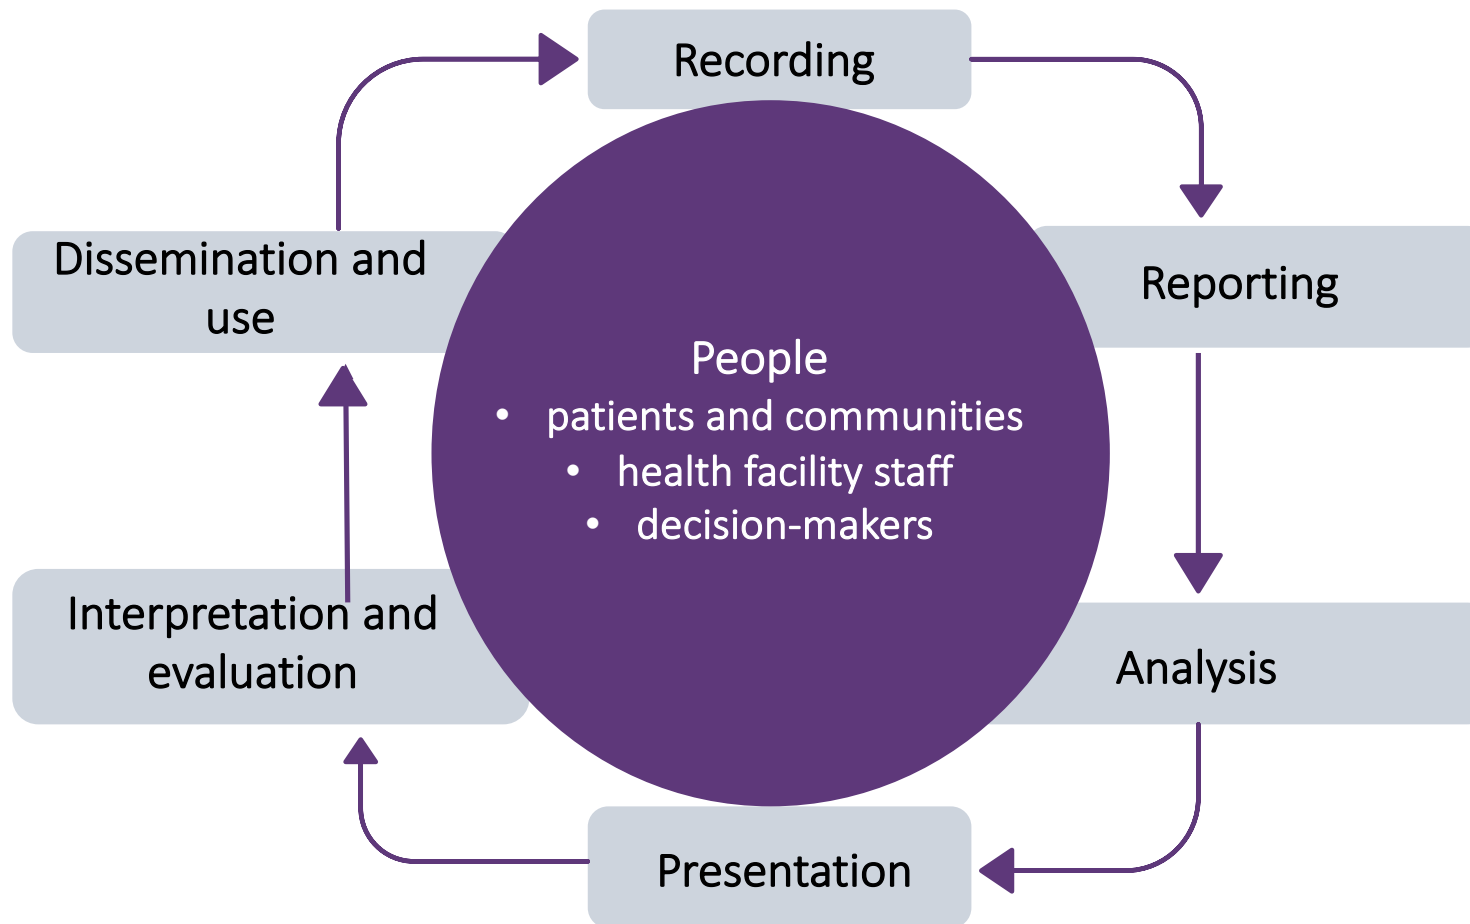 Recording
Reporting
Analysis
Presentation
Interpretation and
evaluation
Dissemination and
use
People
• patients and communities
• health facility staff
• decision-makers